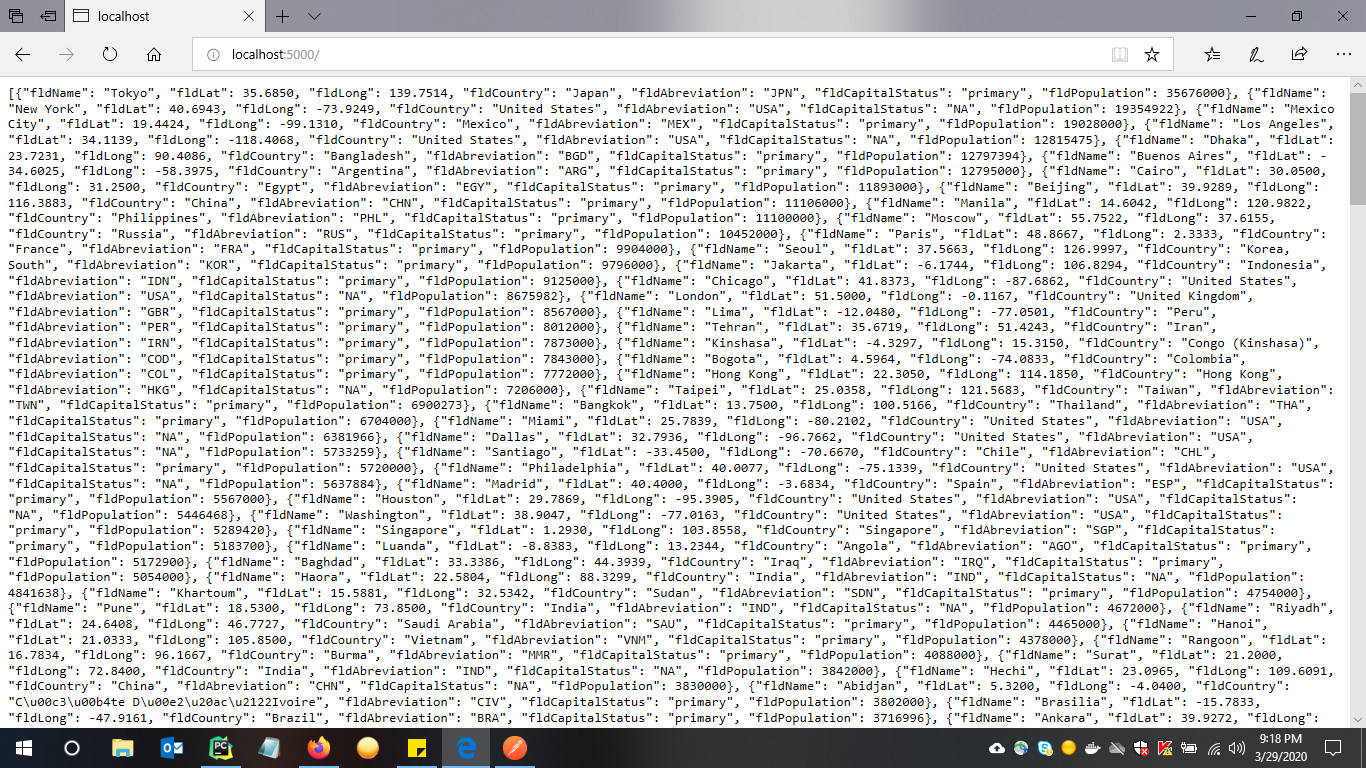 localhost
localhost:5000/
[{"fldName": "Tokyo", "fldLat": 35.6850, "fldLong": 139.7514, "fldCountry": "Japan", "fldAbreviation": "JPN", "fldCapitalStatus": "primary", "fldPopulation": 35676000}, {"fldName":
"New York", "fldLat": 40.6943, "fldLong": -73.9249, "fldCountry": "United States", "fldAbreviation": "USA", "fldCapitalStatus": "NA", "fldPopulation": 19354922}, {"fldName": "Mexico
City", "fldLat": 19.4424, "fldLong": -99.1310, "fldCountry": "Mexico", "fldAbreviation": "MEX", "fldCapitalStatus": "primary", "fldPopulation": 19028000}, {"fldName": "Los Angeles",
"fldLat": 34.1139, "fldLong": -118.4068, "fldCountry": "United States", "fldAbreviation": "USA", "fldCapitalStatus": "NA", "fldPopulation": 12815475}, {"fldName": "Dhaka", "fldLat":
23.7231, "fldLong": 90.4086, "fldCountry": "Bangladesh", "fldAbreviation": "BGD", "fldCapitalStatus": "primary", "fldPopulation": 12797394}, {"fldName": "Buenos Aires", "fldLat": -
34.6025, "fldLong": -58.3975, "fldCountry": "Argentina", "fldAbreviation": "ARG", "fldCapitalStatus": "primary", "fldPopulation": 12795000}, {"fldName": "Cairo", "fldLat": 30.0500,
"fldLong": 31.2500, "fldCountry": "Egypt", "fldAbreviation": "EGY", "fldCapitalStatus": "primary", "fldPopulation": 11893000}, {"fldName": "Beijing", "fldLat": 39.9289, "fldLong":
116.3883, "fldCountry": "China", "fldAbreviation": "CHN", "fldCapitalStatus": "primary", "fldPopulation": 11106000}, {"fldName": "Manila", "fldLat": 14.6042, "fldLong": 120.9822,
"fldCountry": "Philippines", "fldAbreviation": "PHL", "fldCapitalStatus": "primary", "fldPopulation": 11100000}, {"fldName": "Moscow", "fldLat": 55.7522, "fldLong": 37.6155,
"fldCountry": "Russia", "fldAbreviation": "RUS", "fldCapitalStatus": "primary", "fldPopulation": 10452000}, {"fldName": "Paris", "fldLat": 48.8667, "fldLong": 2.3333, "fldCountry":
"France", "fldAbreviation": "FRA", "fldCapitalStatus": "primary", "fldPopulation": 9904000}, {"fldName": "Seoul", "fldLat": 37.5663, "fldLong": 126.9997, "fldCountry": "Korea,
South", "fldAbreviation": "KOR", "fldCapitalStatus": "primary", "fldPopulation": 9796000}, {"fldName": "Jakarta", "fldLat": -6.1744, "fldLong": 106.8294, "fldCountry": "Indonesia",
"fldAbreviation": "IDN", "fldCapitalStatus": "primary", "fldPopulation": 9125000}, {"fldName": "Chicago", "fldLat": 41.8373, "fldLong": -87.6862, "fldCountry": "United States",
"fldAbreviation": "USA", "fldCapitalStatus": "NA", "fldPopulation": 8675982}, {"fldName": "London", "fldLat": 51.5000, "fldLong": -0.1167, "fldCountry": "United Kingdom",
"fldAbreviation": "GBR", "fldCapitalStatus": "primary", "fldPopulation": 8567000}, {"fldName": "Lima", "fldLat": -12.0480, "fldLong": -77.0501, "fldCountry": "Peru",
"fldAbreviation": "PER", "fldCapitalStatus": "primary", "fldPopulation": 8012000}, {"fldName": "Tehran", "fldLat": 35.6719, "fldLong": 51.4243, "fldCountry": "Iran",
"fldAbreviation": "IRN", "fldCapitalStatus": "primary", "fldPopulation": 7873000}, {"fldName": "Kinshasa", "fldLat": -4.3297, "fldLong": 15.3150, "fldCountry": "Congo (Kinshasa)",
"fldAbreviation": "COD", "fldCapitalStatus": "primary", "fldPopulation": 7843000}, {"fldName": "Bogota", "fldLat": 4.5964, "fldLong": -74.0833, "fldCountry": "Colombia",
"fldAbreviation": "COL", "fldCapitalStatus": "primary", "fldPopulation": 7772000}, {"fldName": "Hong Kong", "fldLat": 22.3050, "fldLong": 114.1850, "fldCountry": "Hong Kong",
"fldAbreviation": "HKG", "fldCapitalStatus": "NA", "fldPopulation": 7206000}, {"fldName": "Taipei", "fldLat": 25.0358, "fldLong": 121.5683, "fldCountry": "Taiwan", "fldAbreviation":
"TWN", "fldCapitalStatus": "primary", "fldPopulation": 6900273}, {"fldName": "Bangkok", "fldLat": 13.7500, "fldLong": 100.5166, "fldCountry": "Thailand", "fldAbreviation": "THA",
"fldCapitalStatus": "primary", "fldPopulation": 6704000}, {"fldName": "Miami", "fldLat": 25.7839, "fldLong": -80.2102, "fldCountry": "United States", "fldAbreviation": "USA",
"fldCapitalStatus": "NA", "fldPopulation": 6381966}, {"fldName": "Dallas", "fldLat": 32.7936, "fldLong": -96.7662, "fldCountry": "United States", "fldAbreviation": "USA",
"fldCapitalStatus": "NA", "fldPopulation": 5733259}, {"fldName": "Santiago", "fldLat": -33.4500, "fldLong": -70.6670, "fldCountry": "Chile", "fldAbreviation": "CHL",
"fldCapitalStatus": "primary", "fldPopulation": 5720000}, {"fldName": "Philadelphia", "fldLat": 40.0077, "fldLong": -75.1339, "fldCountry": "United States", "fldAbreviation": "USA",
"fldCapitalStatus": "NA", "fldPopulation": 5637884}, {"fldName": "Madrid", "fldLat": 40.4000, "fldLong": -3.6834, "fldCountry": "Spain", "fldAbreviation": "ESP", "fldCapitalStatus":
"primary", "fldPopulation": 5567000}, {"fldName": "Houston", "fldLat": 29.7869, "fldLong": -95.3905, "fldCountry": "United States", "fldAbreviation": "USA", "fldCapitalStatus":
"NA", "fldPopulation": 5446468}, {"fldName": "Washington", "fldLat": 38.9047, "fldLong": -77.0163, "fldCountry": "United States", "fldAbreviation": "USA", "fldCapitalStatus":
"primary", "fldPopulation": 5289420}, {"fldName": "Singapore", "fldLat": 1.2930, "fldLong": 103.8558, "fldCountry": "Singapore", "fldAbreviation": "SGP", "fldCapitalStatus":
"primary", "fldPopulation": 5183700}, {"fldName": "Luanda", "fldLat": -8.8383, "fldLong": 13.2344, "fldCountry": "Angola", "fldAbreviation": "AGO", "fldCapitalStatus": "primary",
"fldPopulation": 5172900}, {"fldName": "Baghdad", "fldLat": 33.3386, "fldLong": 44.3939, "fldCountry": "Iraq", "fldAbreviation": "IRQ", "fldCapitalStatus": "primary",
"fldPopulation": 5054000}, {"fldName": "Haora", "fldLat": 22.5804, "fldLong": 88.3299, "fldCountry": "India", "fldAbreviation": "IND", "fldCapitalStatus": "NA", "fldPopulation":
4841638}, {"fldName": "Khartoum", "fldLat": 15.5881, "fldLong": 32.5342, "fldCountry": "Sudan", "fldAbreviation": "SDN", "fldCapitalStatus": "primary", "fldPopulation": 4754000},
{"fldName": "Pune", "fldLat": 18.5300, "fldLong": 73.8500, "fldCountry": "India", "fldAbreviation": "IND", "fldCapitalStatus": "NA", "fldPopulation": 4672000}, {"fldName": "Riyadh",
"fldLat": 24.6408, "fldLong": 46.7727, "fldCountry": "Saudi Arabia", "fldAbreviation": "SAU", "fldCapitalStatus": "primary", "fldPopulation": 4465000}, {"fldName": "Hanoi",
"fldLat": 21.0333, "fldLong": 105.8500, "fldCountry": "Vietnam", "fldAbreviation": "VNM", "fldCapitalStatus": "primary", "fldPopulation": 4378000}, {"fldName": "Rangoon", "fldLat":
16.7834, "fldLong": 96.1667, "fldCountry": "Burma", "fldAbreviation": "MMR", "fldCapitalStatus": "primary", "fldPopulation": 4088000}, {"fldName": "Surat", "fldLat": 21.2000,
"fldLong": 72.8400, "fldCountry": "India", "fldAbreviation": "IND", "fldCapitalStatus": "NA", "fldPopulation": 3842000}, {"fldName": "Hechi", "fldLat": 23.0965, "fldLong": 109.6091,
"fldCountry": "China", "fldAbreviation": "CHN", "fldCapitalStatus": "NA", "fldPopulation": 3830000}, {"fldName": "Abidjan", "fldLat": 5.3200, "fldLong": -4.0400, "fldCountry":
"C\u00c3\u00b4te D\u00e2\u20ac\u2122Ivoire", "fldAbreviation": "CIV", "fldCapitalStatus": "primary", "fldPopulation": 3802000}, {"fldName": "Brasilia", "fldLat": -15.7833,
"fldLong": -47.9161, "fldCountry": "Brazil", "fldAbreviation": "BRA", "fldCapitalStatus": "primary", "fldPopulation": 3716996}, {"fldName": "Ankara", "fldLat": 39.9272, "fldLong":
PC
9:18 PM
3/29/2020